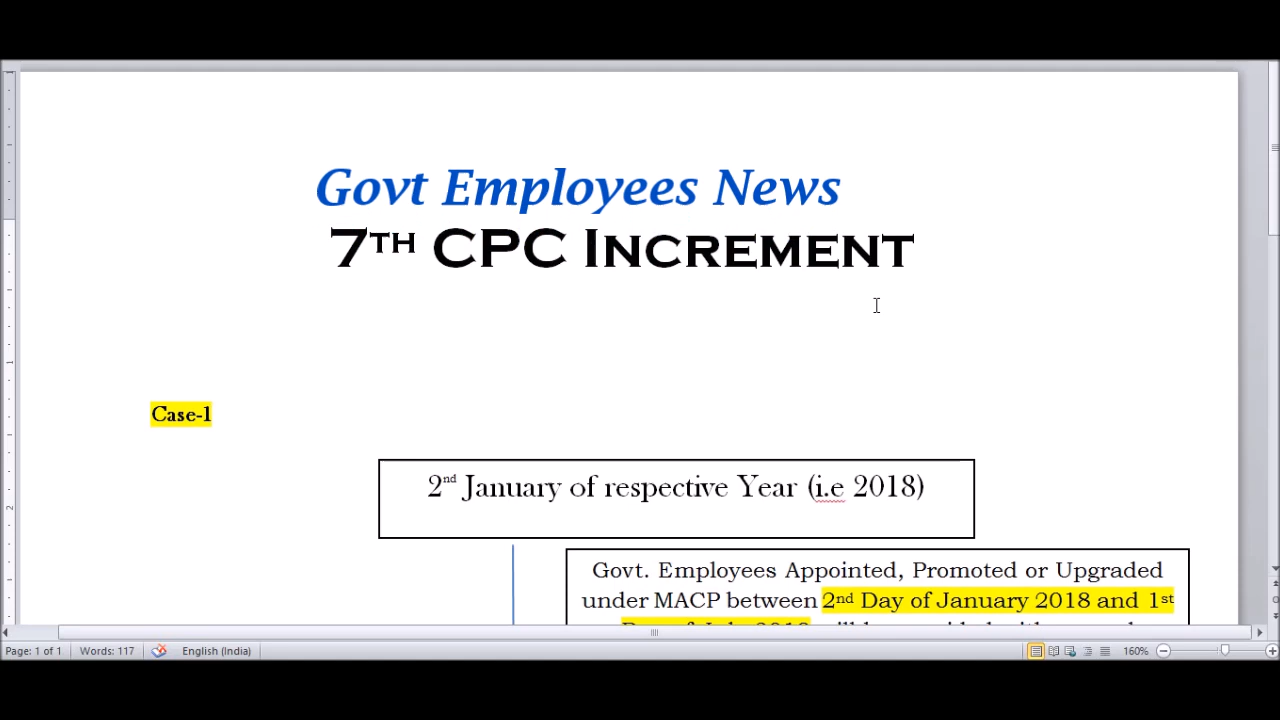 Govt Employees News
7TH CPC INCREMENT
Case-1
2nd January of respective Year (i.e 2018)
Govt. Employees Appointed, Promoted or Upgraded
under MACP between 2nd Day of January 2018 and 1st
Page: 1 of 1 Words: 117 English (India) 160%